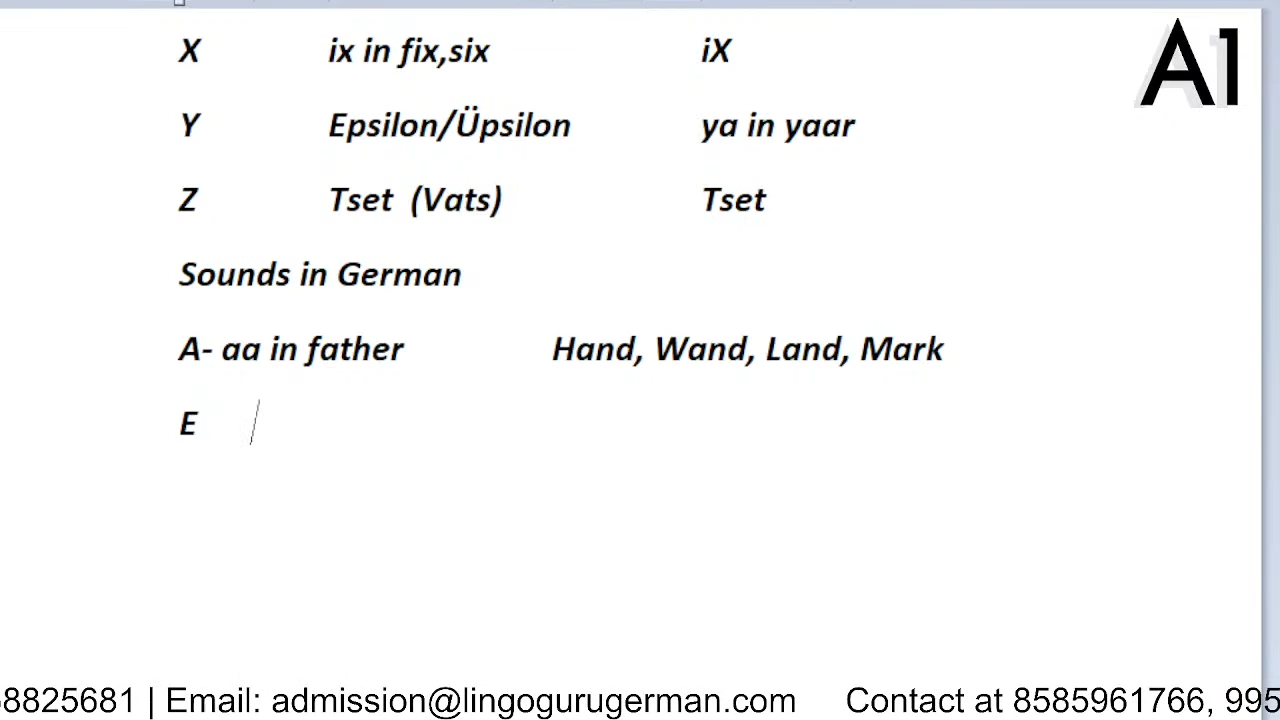 X ix in fix,six iX
A1
Y Epsilon/Üpsilon ya in yaar
Z Tset (Vats) Tset
Sounds in German
A- aa in father Hand, Wand, Land, Mark
E
8825681 | Email: admission@lingogurugerman.com Contact at 8585961766, 995